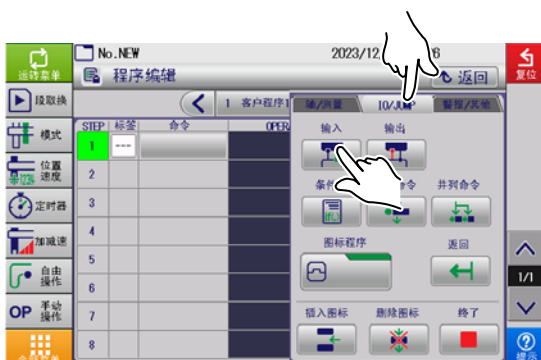 No.NEW 2023/12
运转菜单
程序编辑
返回
复位
段取换
1 客户程序1
轴/测量
IO/JUMP
警报/其他
模式
STEP 标签 命令 OPER
输入 输出
1 ---
位置
速度
2
并列命令
定时器
3
加减速
4
图标程序 返回
5
自由
操作
1/1
6
OP 手动
操作
7
插入图标 删除图标 终了
8
提示